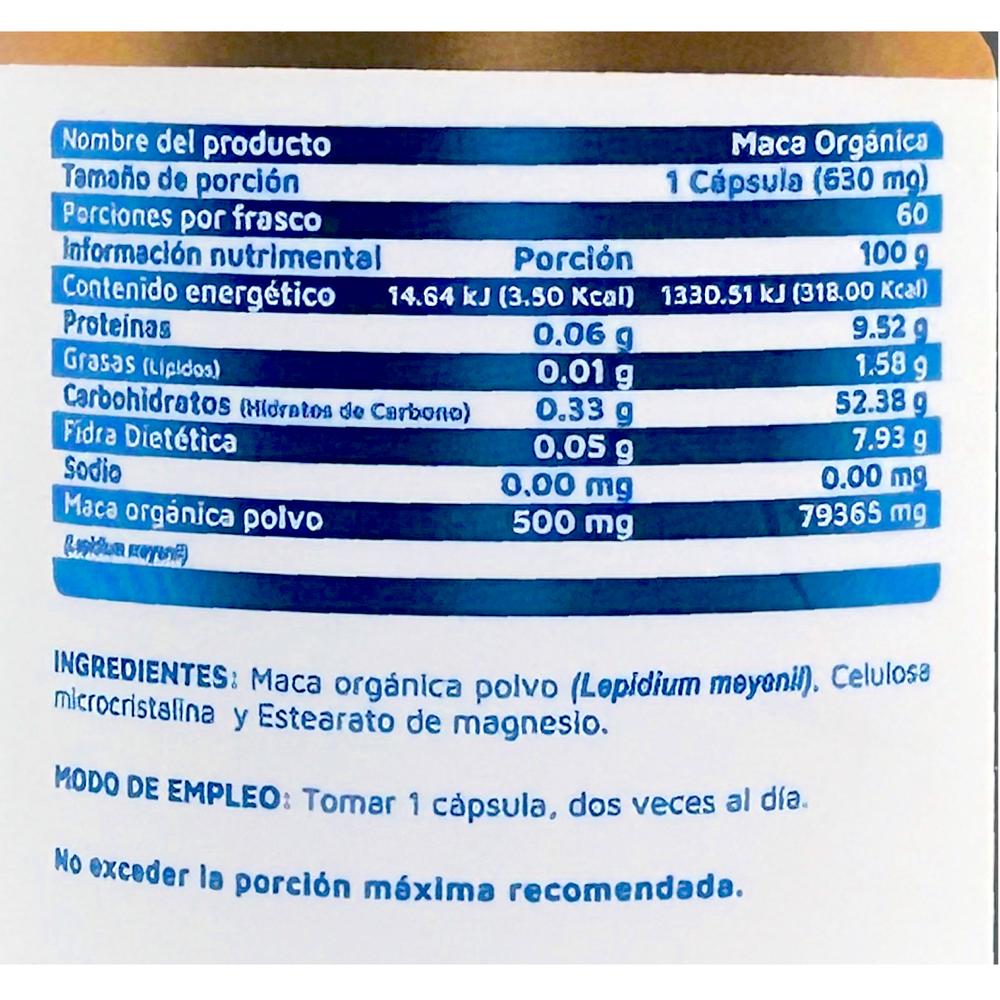 Nombre del producto Maca Orgánica
Tamaño de porción 1 Cápsula (630 mg)
Porciones por frasco 60
Información nutrimental Porción 100 g
Contenido energético 14.64 kJ (3.50 Kcal) 1330.51 kJ (318.00 Kcal)
Proteínas 0.06 g 9.52 g
Grasas (Lípidos) 0.01 g 1.58 g
Carbohidratos (Hidratos de Carbono) 0.33 g 52.38 g
Fidra Dietética 0.05 g 7.93 g
Sodio 0.00 mg 0.00 mg
Maca orgánica polvo 500 mg 79365 mg
(Lepidium meyenii)
INGREDIENTES: Maca orgánica polvo (Lepidium meyenii), Celulosa
microcristalina y Estearato de magnesio.
MODO DE EMPLEO: Tomar 1 cápsula, dos veces al día.
No exceder la porción máxima recomendada.